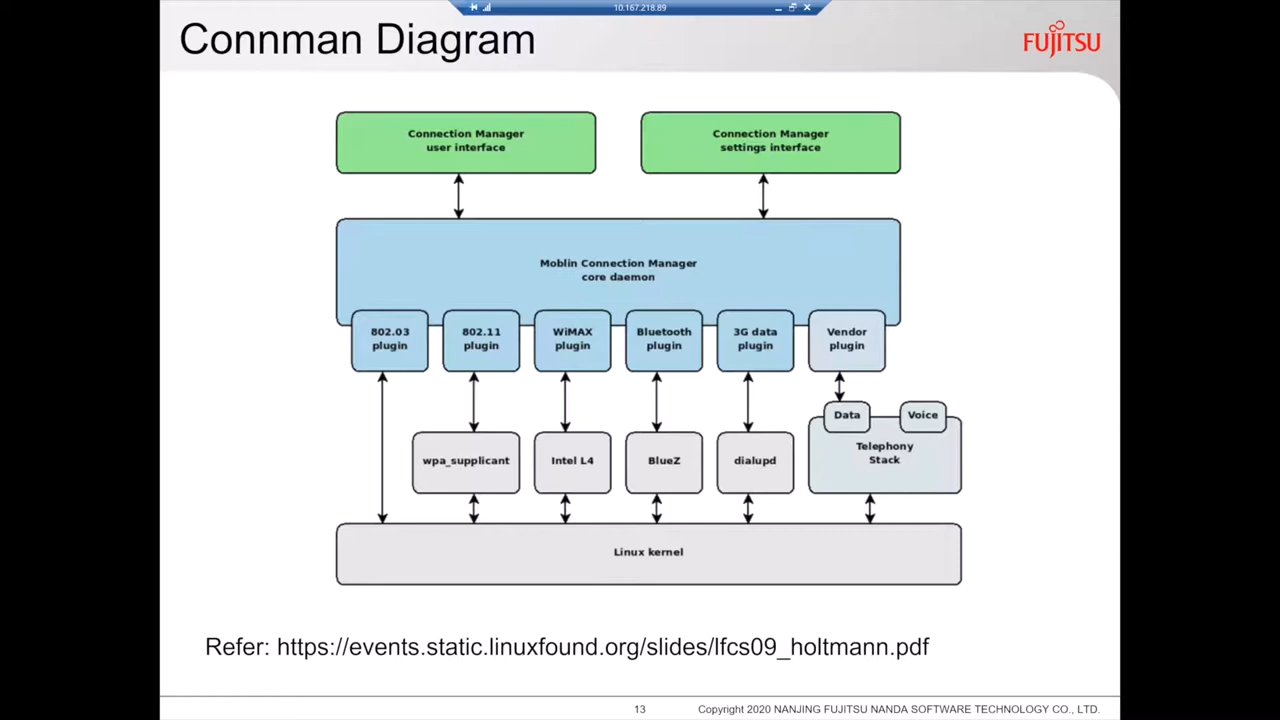 10.167.218.89
Connman Diagram
FUJITSU
Connection Manager
user interface
Connection Manager
settings interface
Moblin Connection Manager
core daemon
802.03
plugin
802.11
plugin
WiMAX
plugin
Bluetooth
plugin
3G data
plugin
Vendor
plugin
Data
Voice
wpa_supplicant
Intel L4
BlueZ
dialupd
Telephony
Stack
Linux kernel
Refer: https://events.static.linuxfound.org/slides/lfcs09_holtmann.pdf
13
Copyright 2020 NANJING FUJITSU NANDA SOFTWARE TECHNOLOGY CO., LTD.